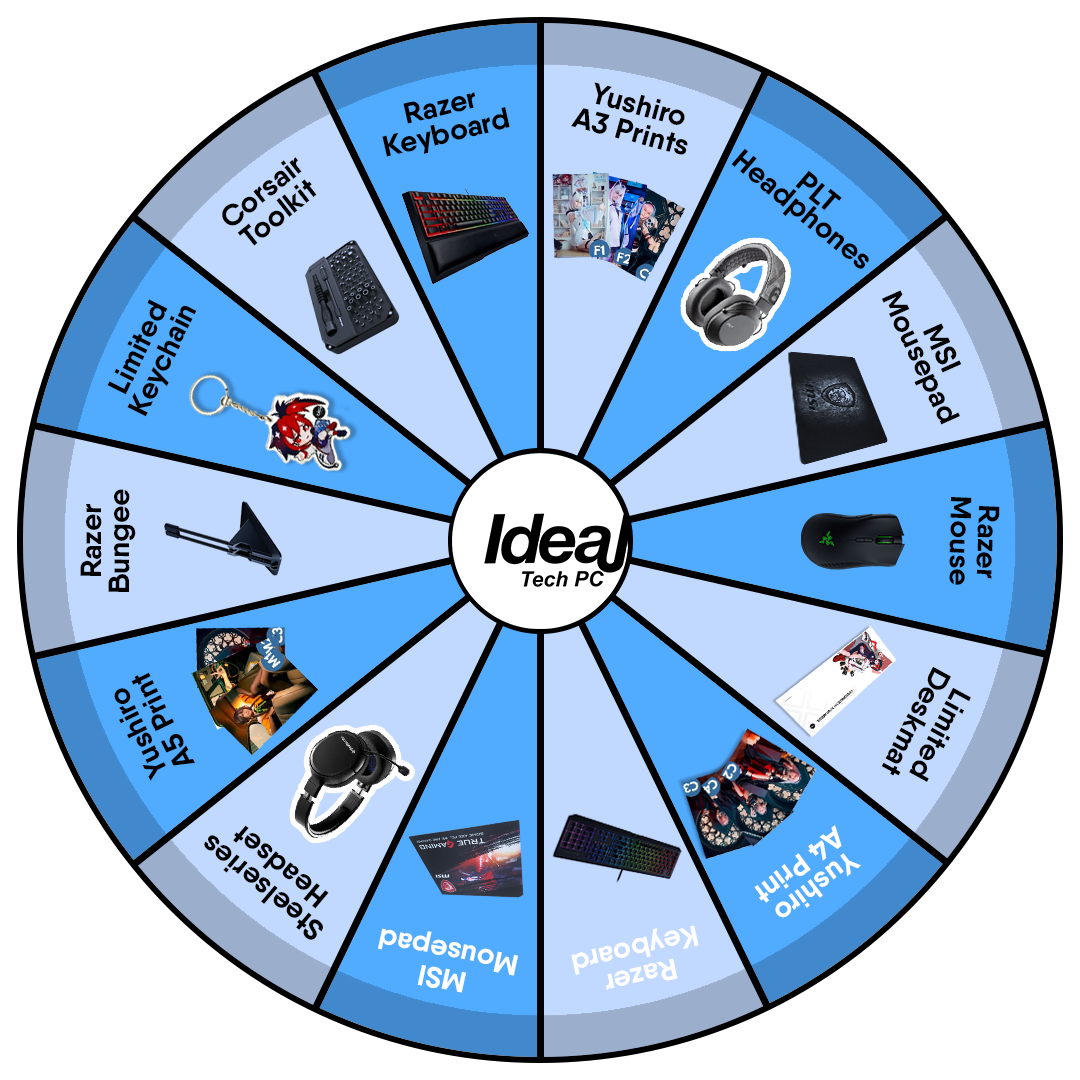 Yushiro
A3 Prints
F1
F2
C
PLT
Headphones
MSI
Mousepad
Razer
Mouse
Limited
Deskmat
Yushiro
A4 Print
C2
C4
C3
Razer
Keyboard
MSI
Mousepad
TRUE GAMING
msi
Steelseries
Headset
Yushiro
A5 Print
C3
Razer
Bungee
Limited
Keychain
Corsair
Toolkit
Razer
Keyboard
Ideal
Tech PC